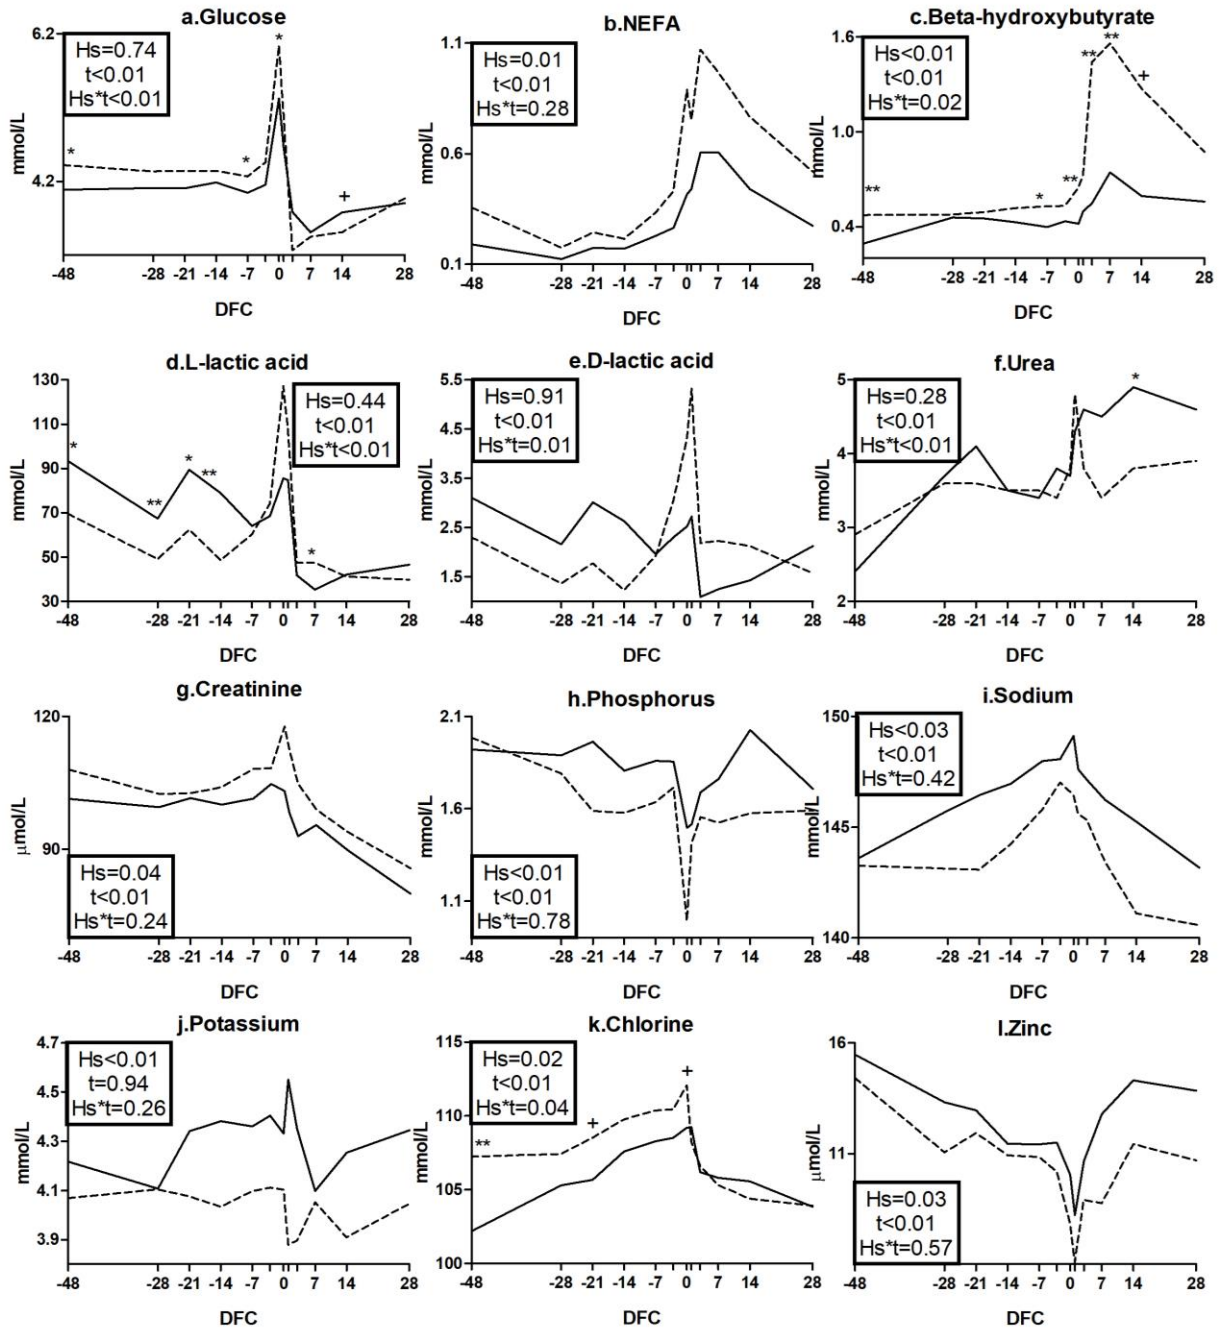 a.Glucose
6.2
4.2
mmol/L
Hs=0.74
t<0.01
Hs*t<0.01
*
*
*
+
-48 -28 -21 -14 -7 0 7 14 28
DFC
b.NEFA
1.1
0.6
0.1
mmol/L
Hs=0.01
t<0.01
Hs*t=0.28
-48 -28 -21 -14 -7 0 7 14 28
DFC
c.Beta-hydroxybutyrate
1.6
1.0
0.4
mmol/L
Hs<0.01
t<0.01
Hs*t=0.02
**
*
**
**
**
+
-48 -28 -21 -14 -7 0 7 14 28
DFC
d.L-lactic acid
130
110
90
70
50
30
mmol/L
Hs=0.44
t<0.01
Hs*t<0.01
*
**
*
**
*
-48 -28 -21 -14 -7 0 7 14 28
DFC
e.D-lactic acid
5.5
4.5
3.5
2.5
1.5
mmol/L
Hs=0.91
t<0.01
Hs*t=0.01
-48 -28 -21 -14 -7 0 7 14 28
DFC
f.Urea
5
4
3
2
mmol/L
Hs=0.28
t<0.01
Hs*t<0.01
*
-48 -28 -21 -14 -7 0 7 14 28
DFC
g.Creatinine
120
90
µmol/L
Hs=0.04
t<0.01
Hs*t=0.24
-48 -28 -21 -14 -7 0 7 14 28
DFC
h.Phosphorus
2.1
1.6
1.1
mmol/L
Hs<0.01
t<0.01
Hs*t=0.78
-48 -28 -21 -14 -7 0 7 14 28
DFC
i.Sodium
150
145
140
mmol/L
Hs<0.03
t<0.01
Hs*t=0.42
-48 -28 -21 -14 -7 0 7 14 28
DFC
j.Potassium
4.7
4.5
4.3
4.1
3.9
mmol/L
Hs<0.01
t=0.94
Hs*t=0.26
-48 -28 -21 -14 -7 0 7 14 28
DFC
k.Chlorine
115
110
105
100
mmol/L
Hs=0.02
t<0.01
Hs*t=0.04
**
+
+
-48 -28 -21 -14 -7 0 7 14 28
DFC
l.Zinc
16
11
µmol/L
Hs=0.03
t<0.01
Hs*t=0.57
-48 -28 -21 -14 -7 0 7 14 28
DFC